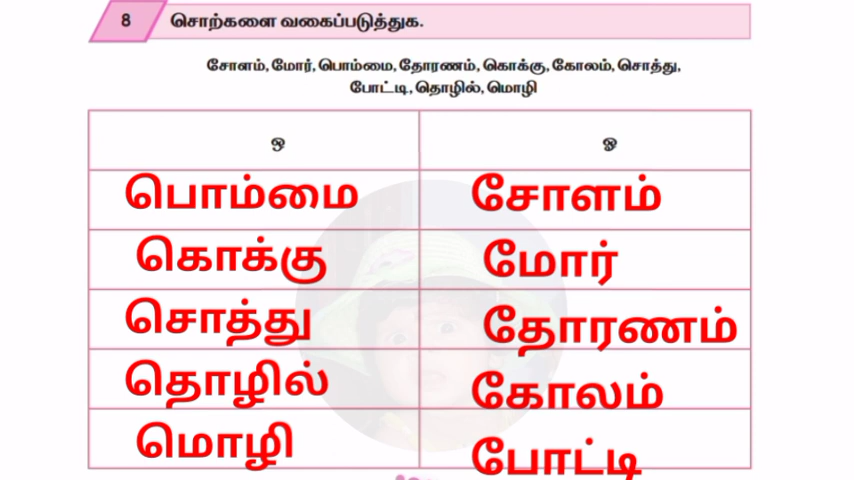 8 சொற்களை வகைப்படுத்துக.
சோளம், மோர், பொம்மை, தோரணம், கொக்கு, கோலம், சொத்து,
போட்டி, தொழில், மொழி
ஒ ஓ
பொம்மை சோளம்
கொக்கு மோர்
சொத்து தோரணம்
தொழில் கோலம்
மொழி போட்டி